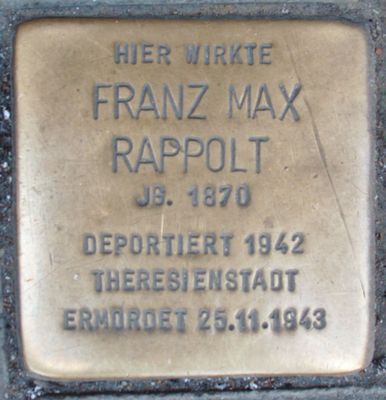 HIER WIRKTE
FRANZ MAX
RAPPOLT
JG. 1870
DEPORTIERT 1942
THERESIENSTADT
ERMORDET 25.11.1943